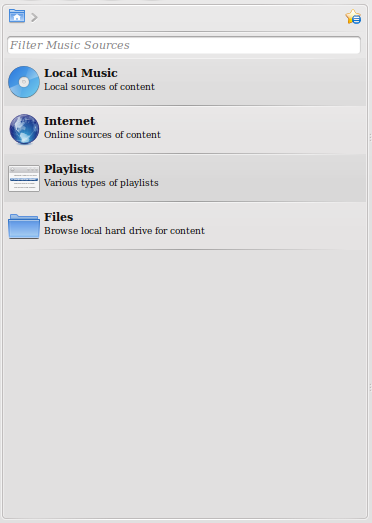 Filter Music Sources
Local Music
Local sources of content
Internet
Online sources of content
Playlists
Various types of playlists
Files
Browse local hard drive for content